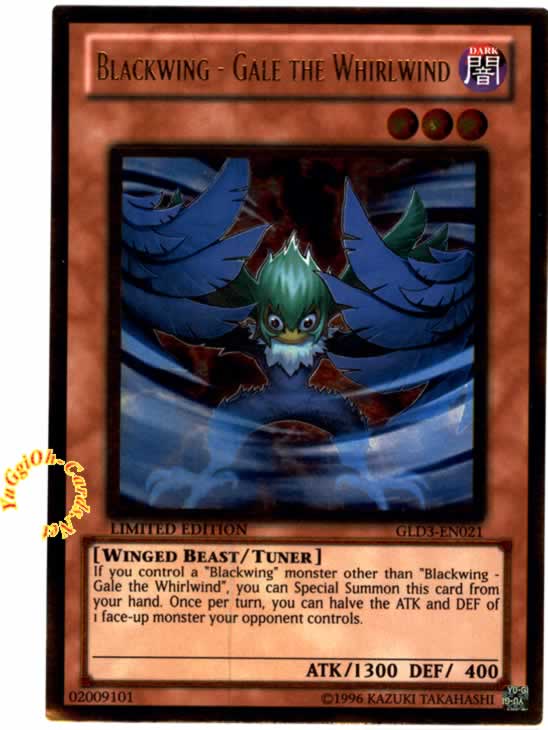 BLACKWING - GALE THE WHIRLWIND
DARK
闇
LIMITED EDITION
GLD3-EN021
[WINGED BEAST/TUNER]
If you control a "Blackwing" monster other than "Blackwing -
Gale the Whirlwind", you can Special Summon this card from
your hand. Once per turn, you can halve the ATK and DEF of
1 face-up monster your opponent controls.
ATK/1300 DEF/ 400
02009101
©1996 KAZUKI TAKAHASHI
YuGgiOh-Cards.Net